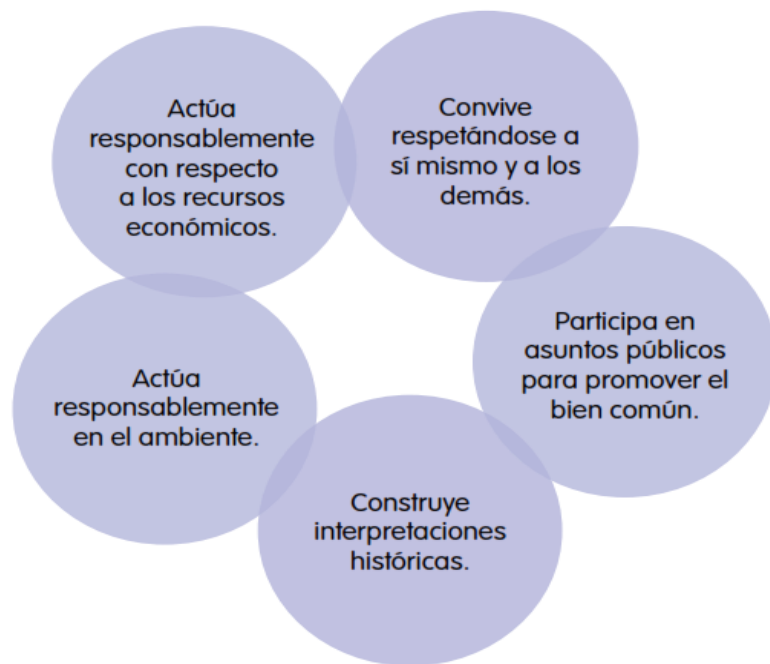 Actúa
responsablemente
con respecto
a los recursos
económicos.
Convive
respetándose a
sí mismo y a los
demás.
Participa en
asuntos públicos
para promover el
bien común.
Actúa
responsablemente
en el ambiente.
Construye
interpretaciones
históricas.